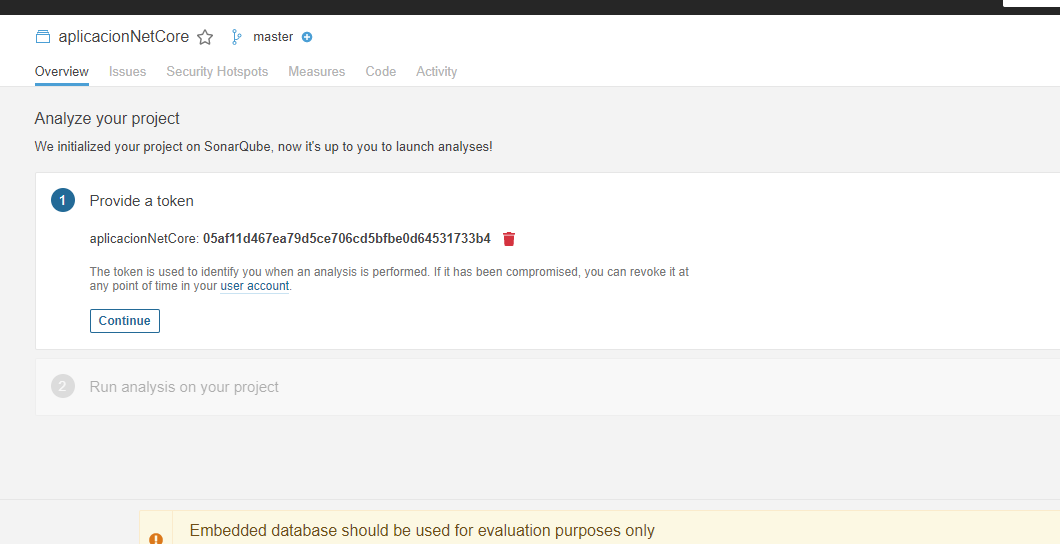 aplicacionNetCore master
Overview Issues Security Hotspots Measures Code Activity
Analyze your project
We initialized your project on SonarQube, now it's up to you to launch analyses!
1 Provide a token
aplicacionNetCore: 05af11d467ea79d5ce706cd5bfbe0d64531733b4
The token is used to identify you when an analysis is performed. If it has been compromised, you can revoke it at
any point of time in your user account.
Continue
2 Run analysis on your project
Embedded database should be used for evaluation purposes only